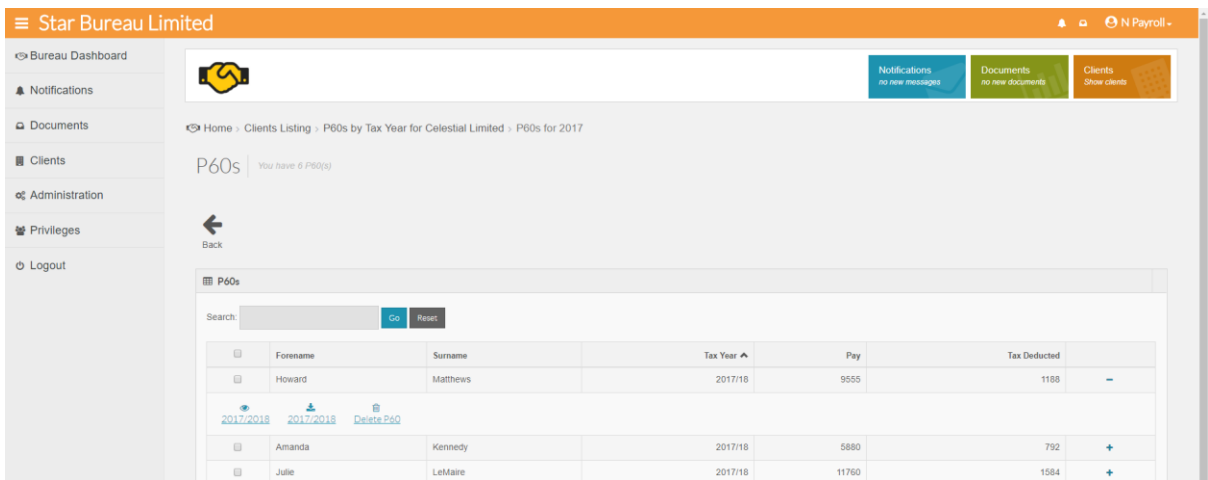 Star Bureau Limited
N Payroll
Bureau Dashboard
Notifications
Documents
Clients
Administration
Privileges
Logout
Notifications
no new messages
Documents
no new documents
Clients
Show clients
Home > Clients Listing > P60s by Tax Year for Celestial Limited > P60s for 2017
P60s You have 6 P60(s)
Back
P60s
Search: Go Reset
Forename Surname Tax Year Pay Tax Deducted
Howard Matthews 2017/18 9555 1188 -
2017/2018 2017/2018 Delete P60
Amanda Kennedy 2017/18 5880 792 +
Julie LeMaire 2017/18 11760 1584 +